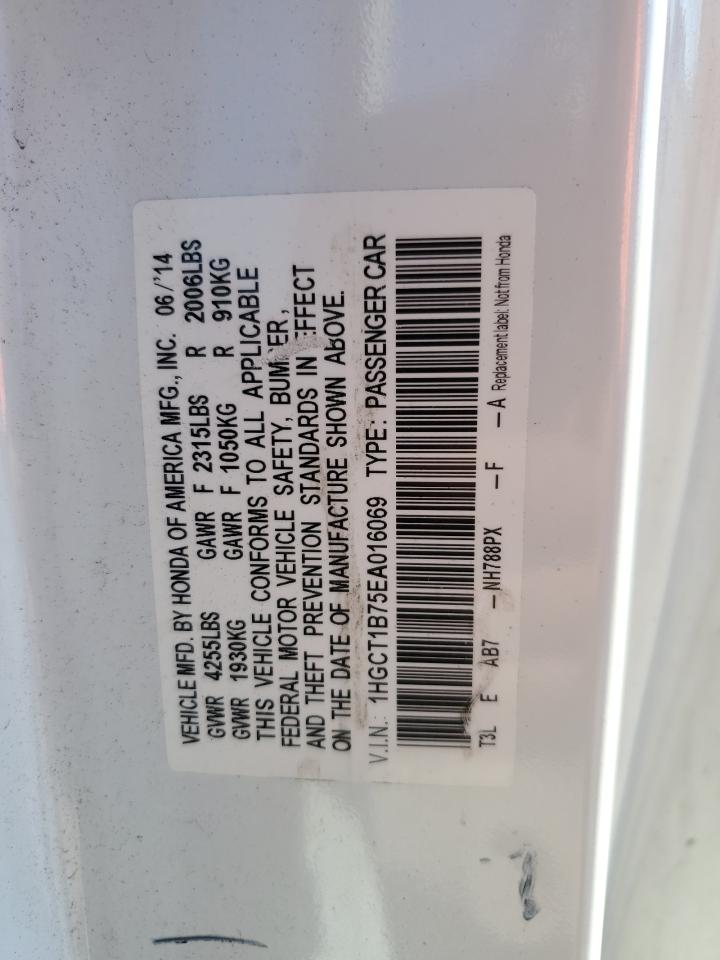 VEHICLE MFD. BY HONDA OF AMERICA MFG., INC. 06/'14
GVWR 4255LBS GAWR F 2315LBS R 2006LBS
GVWR 1930KG GAWR F 1050KG R 910KG
THIS VEHICLE CONFORMS TO ALL APPLICABLE
FEDERAL MOTOR VEHICLE SAFETY, BUMPER,
AND THEFT PREVENTION STANDARDS IN EFFECT
ON THE DATE OF MANUFACTURE SHOWN ABOVE.
V.I.N.: 1HGCT1B75EA016069 TYPE: PASSENGER CAR
T3L E AB7 – NH788PX – F – A Replacement label: Not from Honda